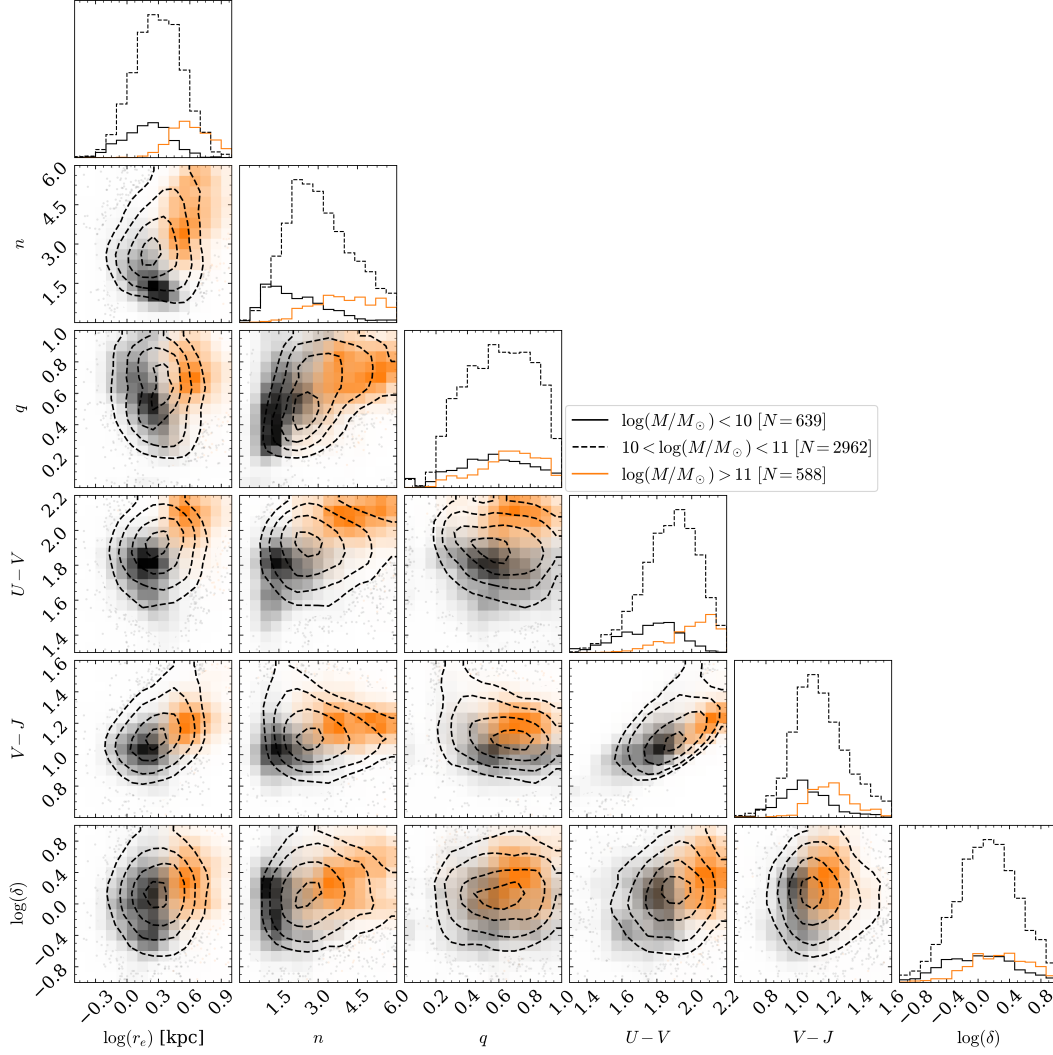 6.0
4.5
3.0
1.5
n
1.0
0.8
0.6
0.4
0.2
q
log(M/M⊙) < 10 [N = 639]
10 < log(M/M⊙) < 11 [N = 2962]
log(M/M⊙) > 11 [N = 588]
2.2
2.0
1.8
1.6
1.4
U − V
1.6
1.4
1.2
1.0
0.8
V − J
0.8
0.4
0.0
−0.4
−0.8
log(δ)
−0.3 0.0 0.3 0.6 0.9
1.5 3.0 4.5 6.0
0.2 0.4 0.6 0.8 1.0
1.4 1.6 1.8 2.0 2.2
0.8 1.0 1.2 1.4 1.6
−0.8 −0.4 0.0 0.4 0.8
log(rₑ) [kpc] n q U − V V − J log(δ)